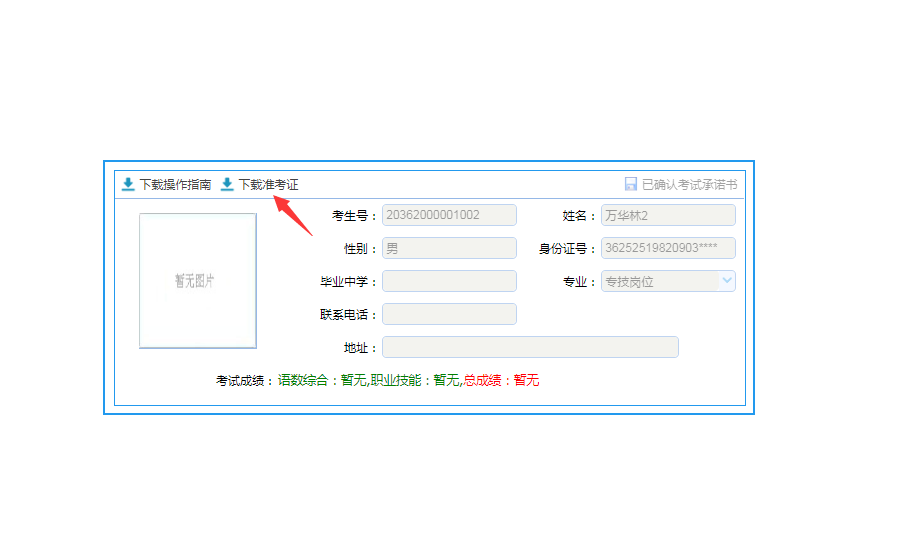 下载操作指南 下载准考证 已确认考试承诺书
考生号： 20362000001002 姓名： 万华林2
暂无图片
性别： 男 身份证号： 36252519820903****
毕业中学： 专业： 专技岗位
联系电话：
地址：
考试成绩： 语数综合：暂无,职业技能：暂无,总成绩：暂无